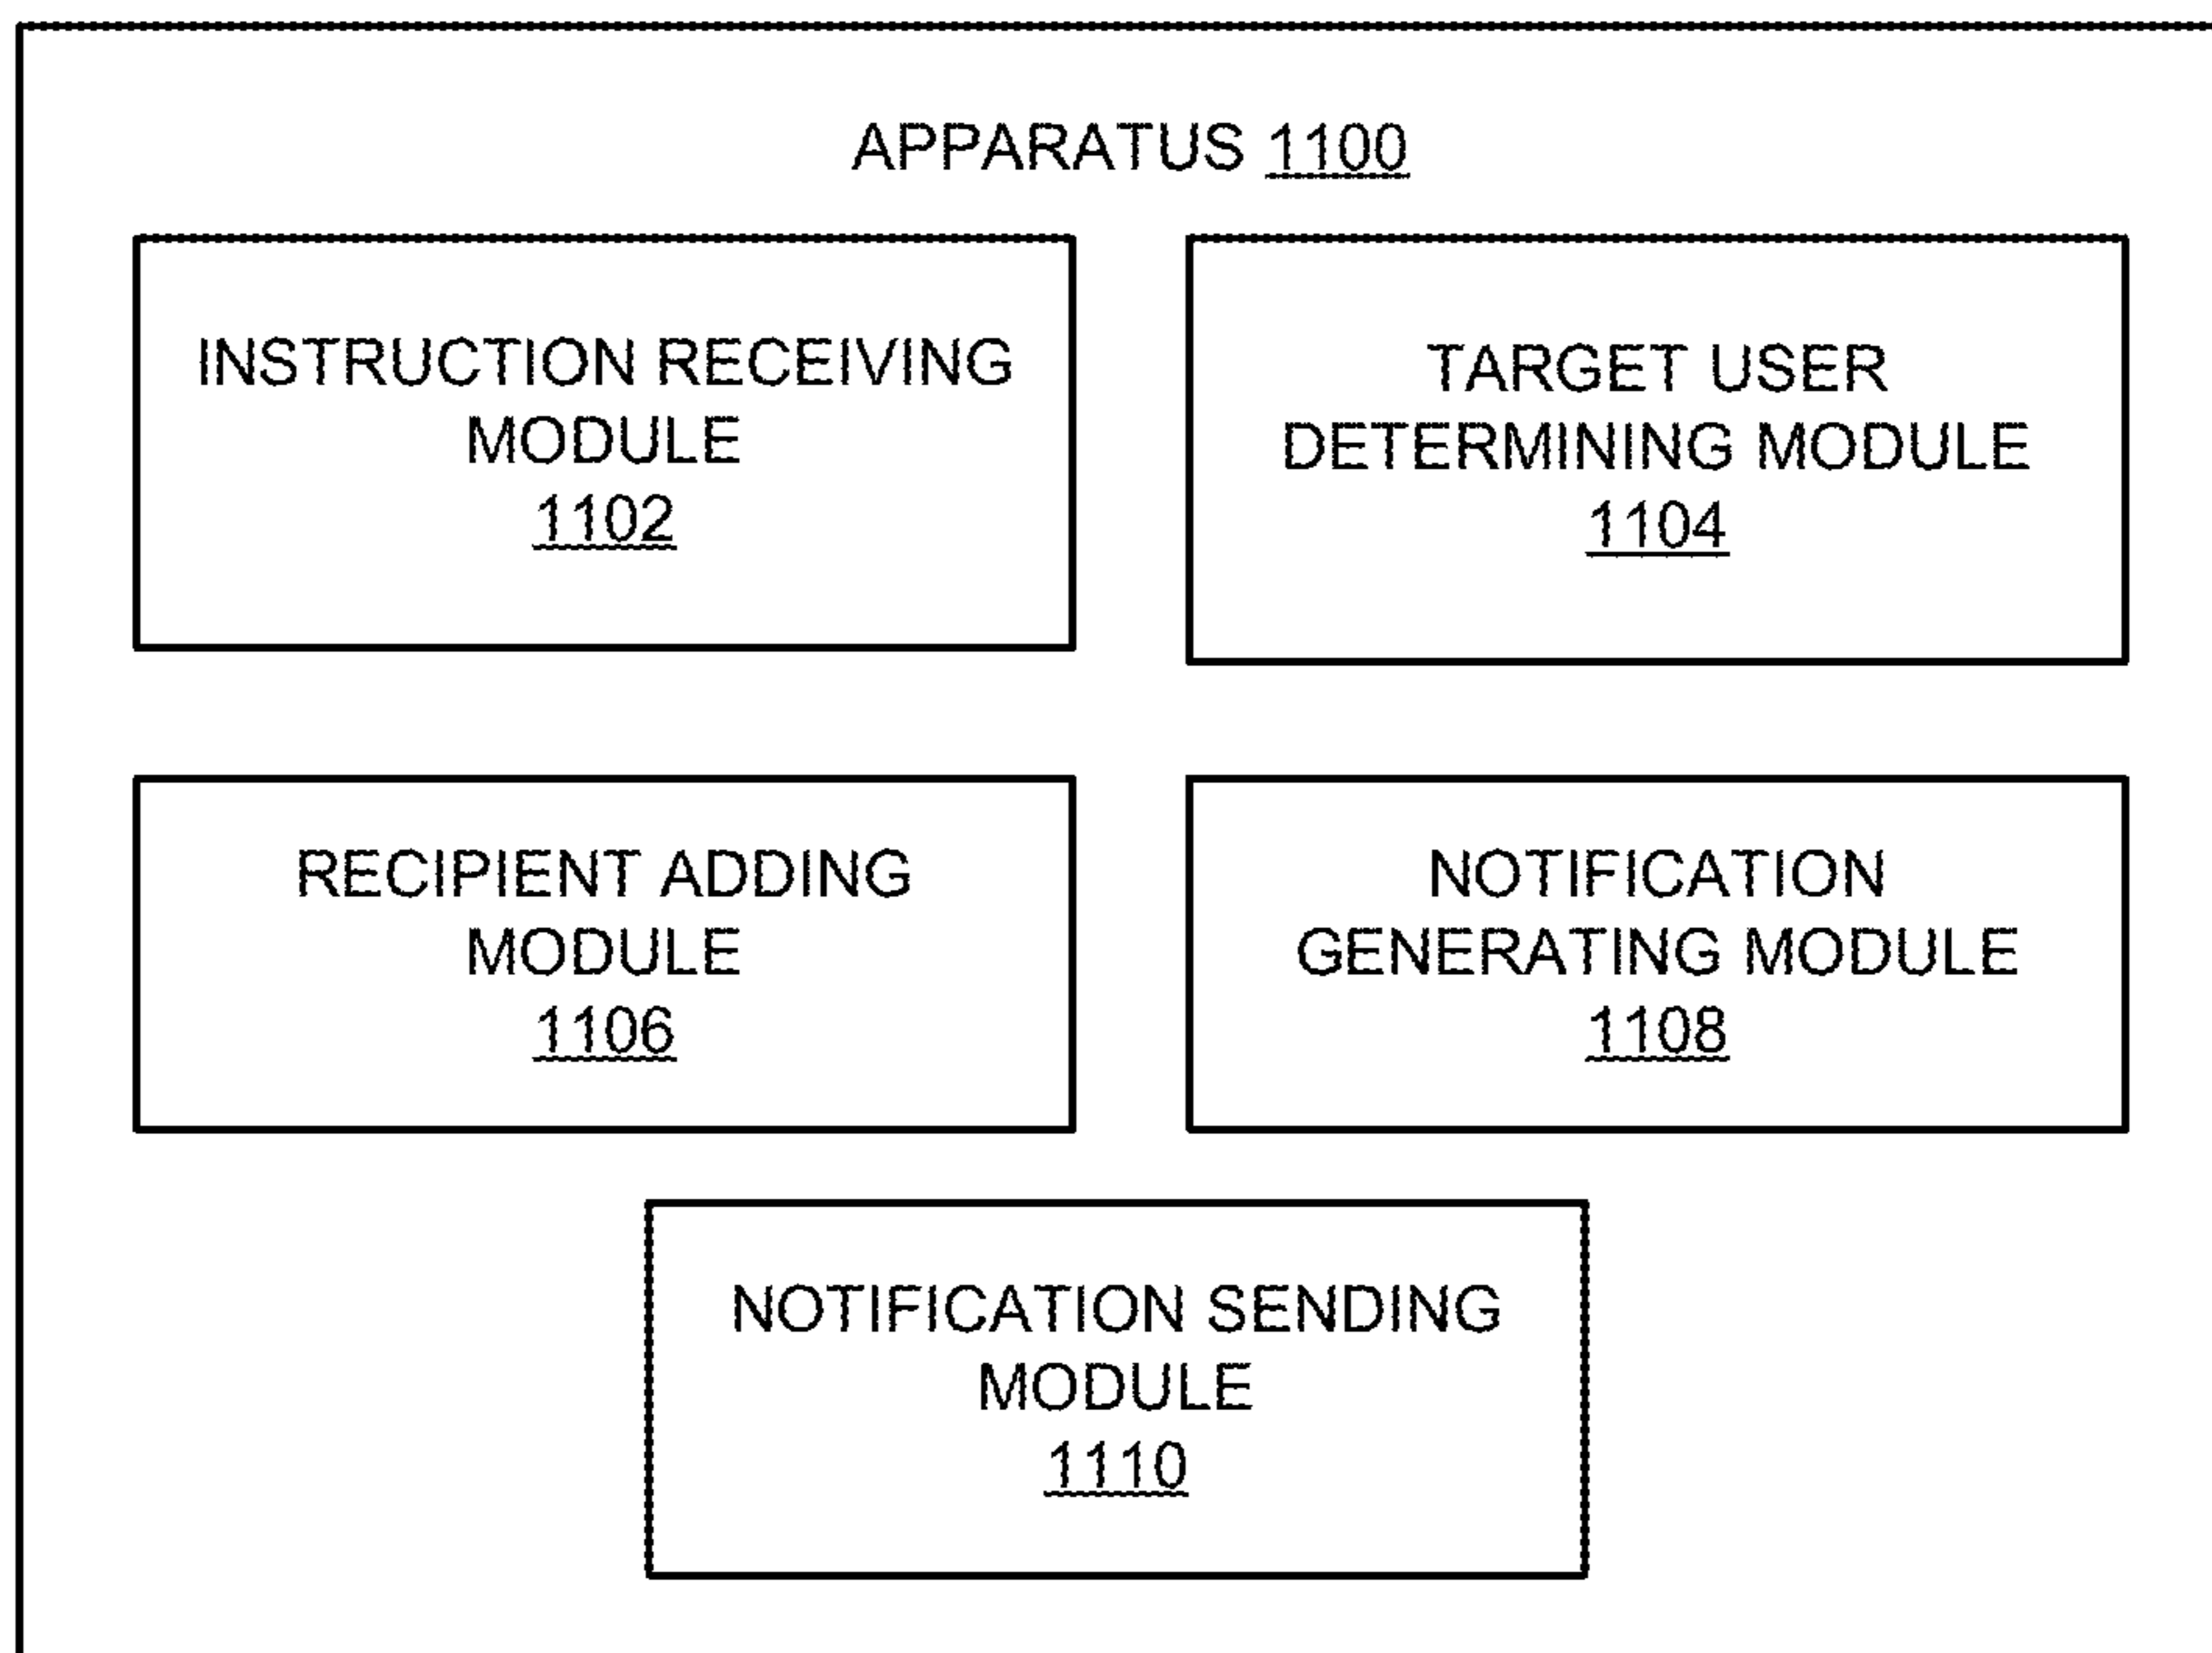 APPARATUS 1100
INSTRUCTION RECEIVING
MODULE
1102
TARGET USER
DETERMINING MODULE
1104
RECIPIENT ADDING
MODULE
1106
NOTIFICATION
GENERATING MODULE
1108
NOTIFICATION SENDING
MODULE
1110